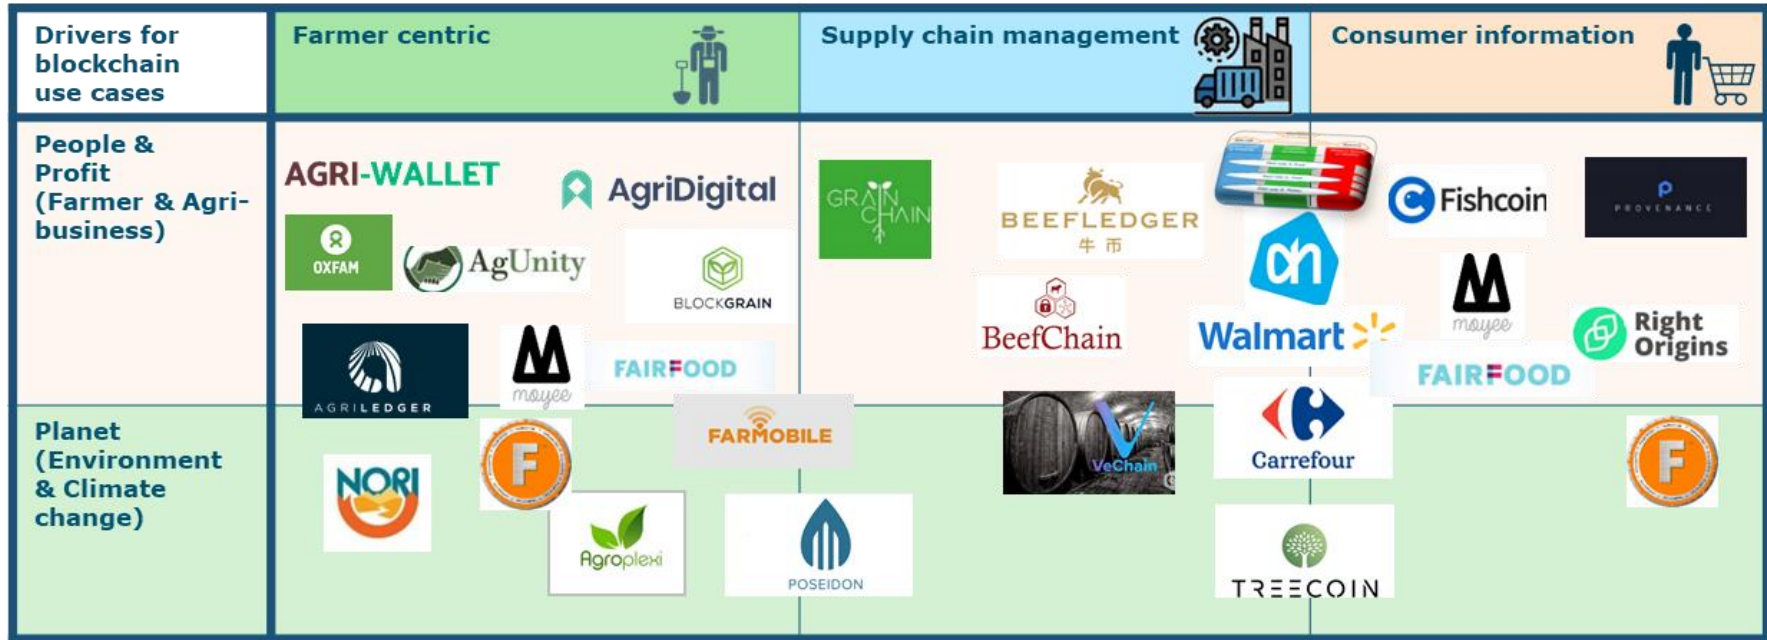 Drivers for
blockchain
use cases
Farmer centric
Supply chain management
Consumer information
People &
Profit
(Farmer & Agri-
business)
AGRI-WALLET
AgriDigital
OXFAM
AgUnity
BLOCKGRAIN
AGRILEDGER
moyee
FAIRFOOD
GRAIN
CHAIN
BEEFLEDGER
牛币
BeefChain
ah
Walmart
Fishcoin
PROVENANCE
moyee
Right
Origins
FAIRFOOD
Planet
(Environment
& Climate
change)
NORI
F
FARMOBILE
Agroplexi
POSEIDON
VeChain
Carrefour
TREECOIN
F